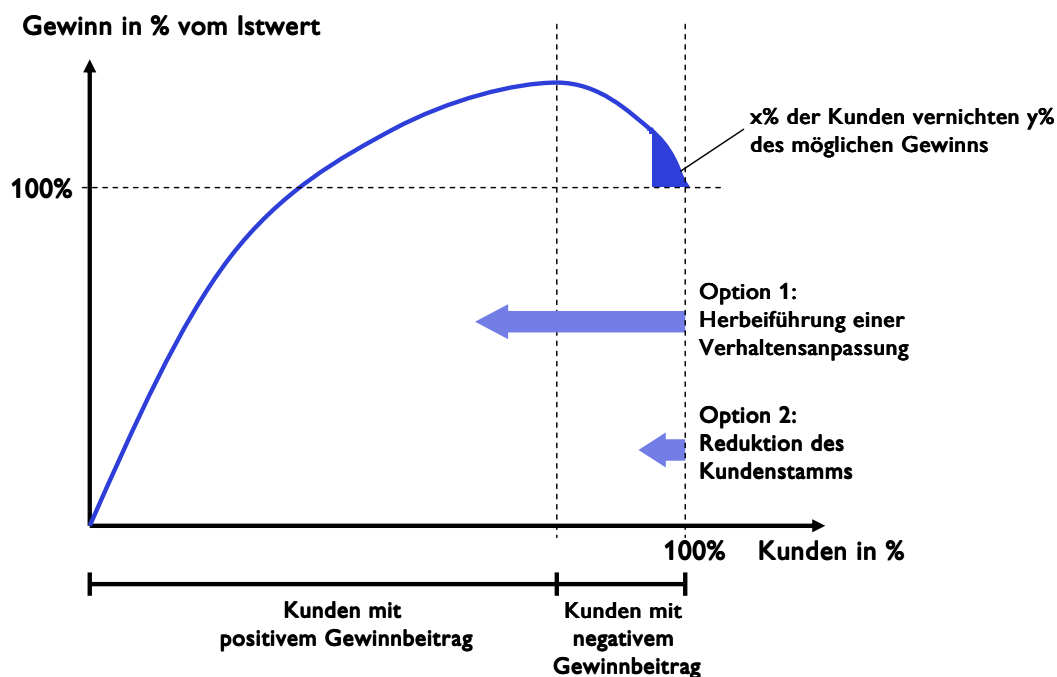 Gewinn in % vom Istwert
x% der Kunden vernichten y%
des möglichen Gewinns
100%
Option 1:
Herbeiführung einer
Verhaltensanpassung
Option 2:
Reduktion des
Kundenstamms
100%
Kunden in %
Kunden mit
positivem Gewinnbeitrag
Kunden mit
negativem
Gewinnbeitrag